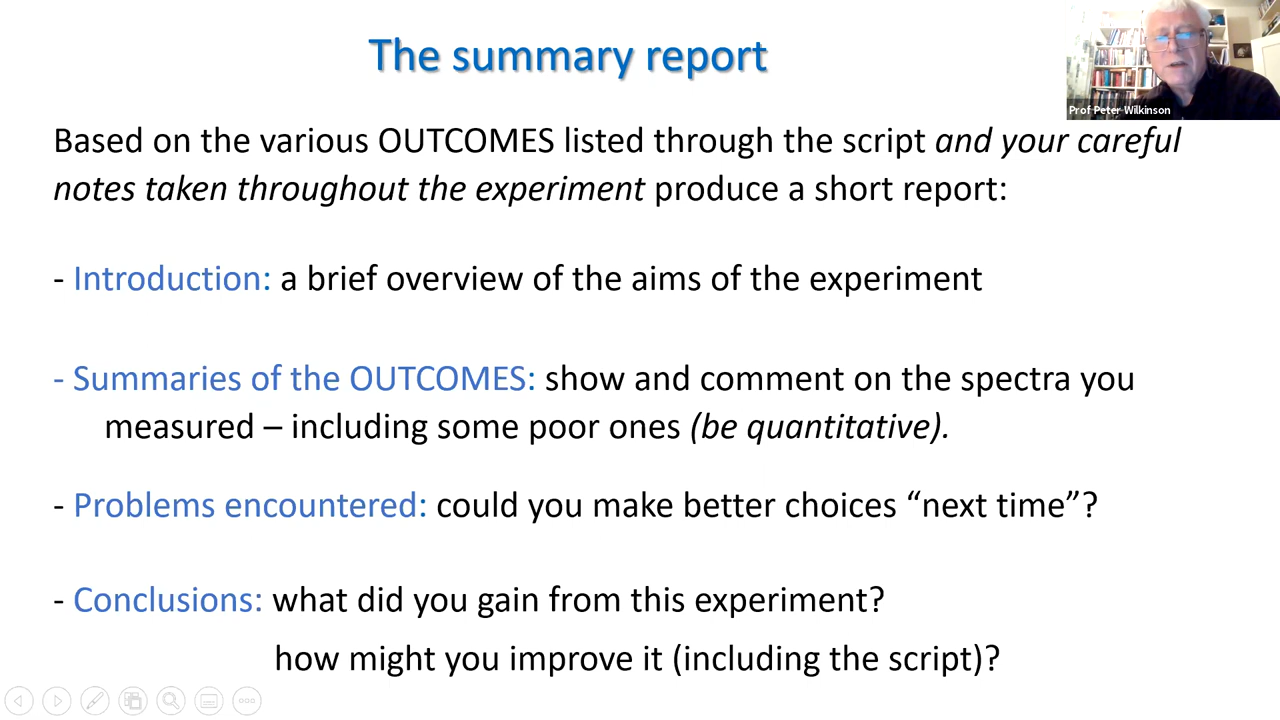 The summary report
Prof Peter Wilkinson
Based on the various OUTCOMES listed through the script and your careful
notes taken throughout the experiment produce a short report:
- Introduction: a brief overview of the aims of the experiment
- Summaries of the OUTCOMES: show and comment on the spectra you
measured – including some poor ones (be quantitative).
- Problems encountered: could you make better choices “next time”?
- Conclusions: what did you gain from this experiment?
how might you improve it (including the script)?